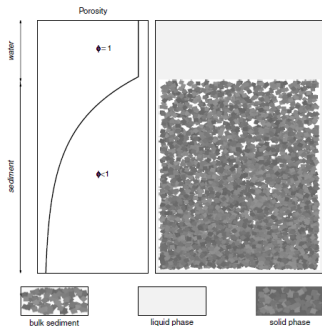 Porosity
water
ϕ= 1
sediment
ϕ<1
bulk sediment
liquid phase
solid phase